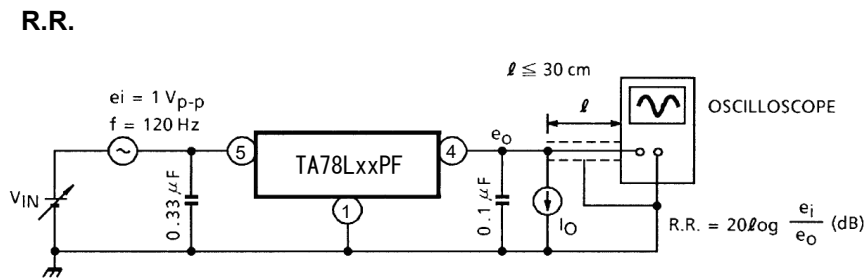 R.R.
ℓ ≦ 30 cm
ei = 1 Vp-p
f = 120 Hz
ℓ
OSCILLOSCOPE
eo
5
TA78LxxPF
4
VIN
0.33 μF
1
0.1 μF
IO
R.R. = 20ℓog ei/eo (dB)